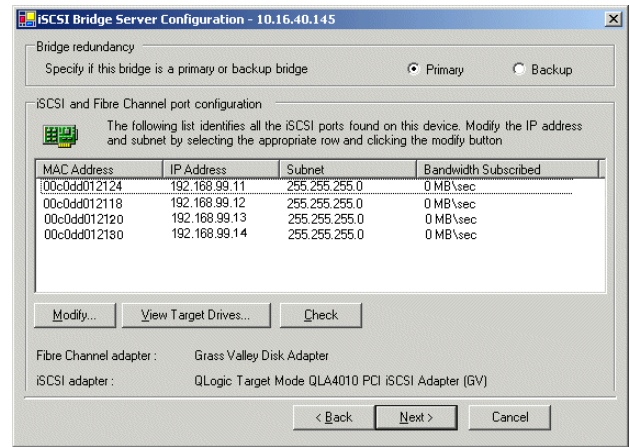 iSCSI Bridge Server Configuration - 10.16.40.145
Bridge redundancy
Specify if this bridge is a primary or backup bridge Primary Backup
iSCSI and Fibre Channel port configuration
The following list identifies all the iSCSI ports found on this device. Modify the IP address
and subnet by selecting the appropriate row and clicking the modify button
MAC Address IP Address Subnet Bandwidth Subscribed
00c0dd012124 192.168.99.11 255.255.255.0 0 MB\sec
00c0dd012118 192.168.99.12 255.255.255.0 0 MB\sec
00c0dd012120 192.168.99.13 255.255.255.0 0 MB\sec
00c0dd012130 192.168.99.14 255.255.255.0 0 MB\sec
Modify... View Target Drives... Check
Fibre Channel adapter : Grass Valley Disk Adapter
iSCSI adapter : QLogic Target Mode QLA4010 PCI iSCSI Adapter (GV)
< Back Next > Cancel